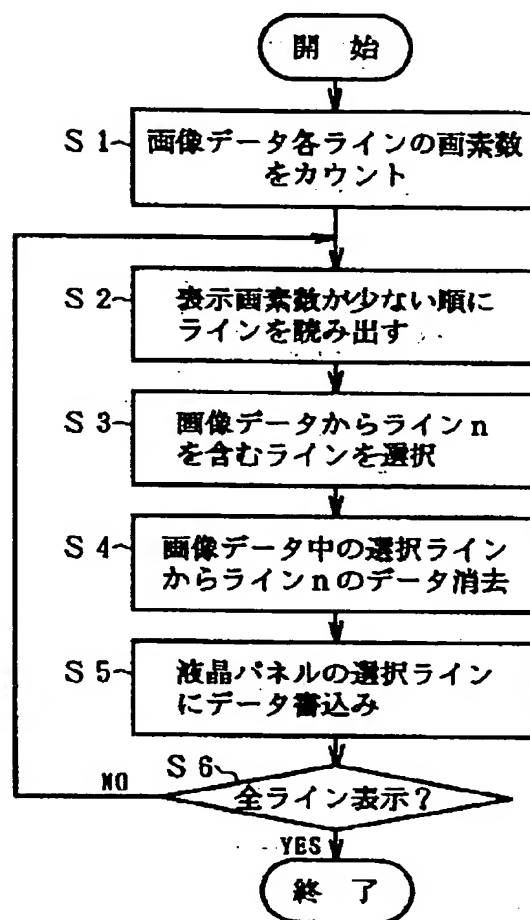 開 始
S1 画像データ各ラインの画素数
をカウント
S2 表示画素数が少ない順に
ラインを読み出す
S3 画像データからラインn
を含むラインを選択
S4 画像データ中の選択ライン
からラインnのデータ消去
S5 液晶パネルの選択ライン
にデータ書込み
S6
NO 全ライン表示?
YES
終 了